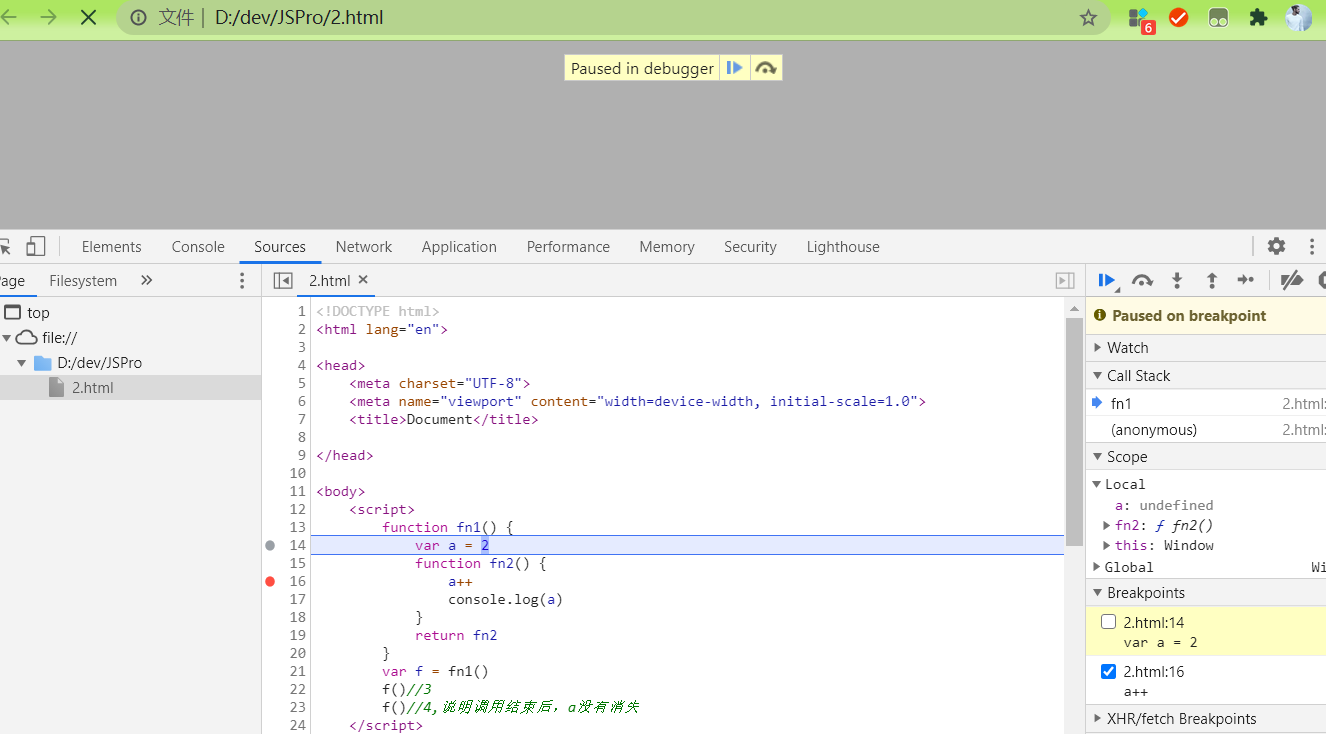 文件 | D:/dev/JSPro/2.html
6
Paused in debugger
Elements Console Sources Network Application Performance Memory Security Lighthouse
age Filesystem »
top
file://
D:/dev/JSPro
2.html
2.html ×
1 <!DOCTYPE html>
2 <html lang="en">
3
4 <head>
5 <meta charset="UTF-8">
6 <meta name="viewport" content="width=device-width, initial-scale=1.0">
7 <title>Document</title>
8
9 </head>
10
11 <body>
12 <script>
13 function fn1() {
14 var a = 2
15 function fn2() {
16 a++
17 console.log(a)
18 }
19 return fn2
20 }
21 var f = fn1()
22 f()//3
23 f()//4,说明调用结束后，a没有消失
24 </script>
Paused on breakpoint
Watch
Call Stack
fn1 2.html:
(anonymous) 2.html:
Scope
Local
a: undefined
fn2: ƒ fn2()
this: Window
Global Wi
Breakpoints
2.html:14
var a = 2
2.html:16
a++
XHR/fetch Breakpoints